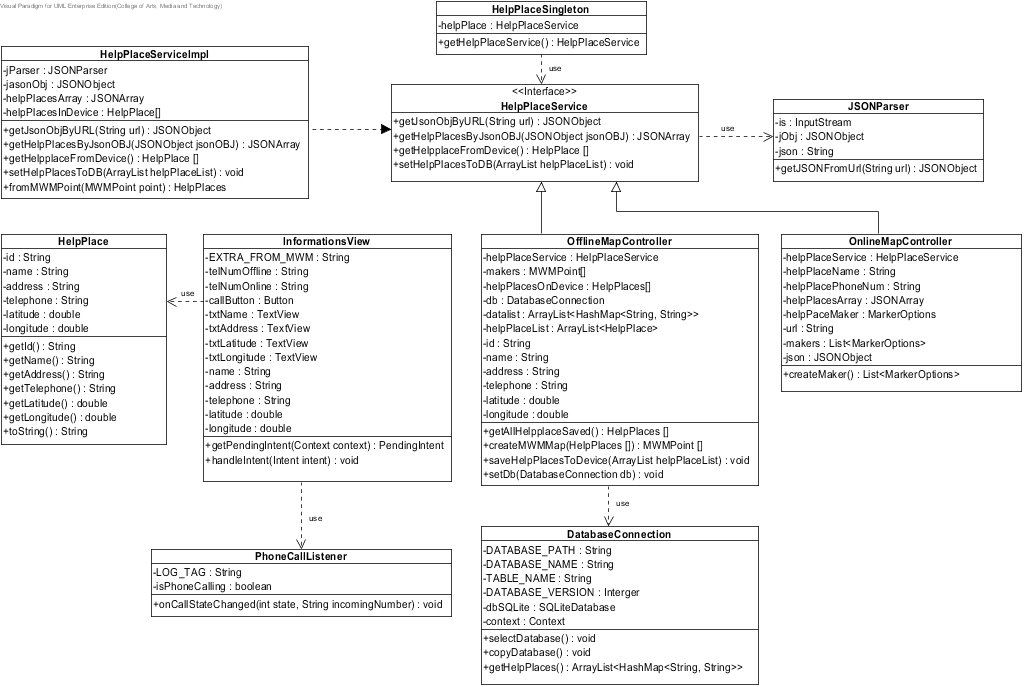 Visual Paradigm for UML Enterprise Edition(College of Arts, Media and Technology)
HelpPlaceSingleton
-helpPlace : HelpPlaceService
+getHelpPlaceService() : HelpPlaceService
use
HelpPlaceServiceImpl
-jParser : JSONParser
-jasonObj : JSONObject
-helpPlacesArray : JSONArray
-helpPlacesInDevice : HelpPlace[]
+getJsonObjByURL(String url) : JSONObject
+getHelpPlacesByJsonOBJ(JSONObject jsonOBJ) : JSONArray
+getHelpplaceFromDevice() : HelpPlace []
+setHelpPlacesToDB(ArrayList helpPlaceList) : void
+fromMWMPoint(MWMPoint point) : HelpPlaces
<<Interface>>
HelpPlaceService
+getJsonObjByURL(String url) : JSONObject
+getHelpPlacesByJsonOBJ(JSONObject jsonOBJ) : JSONArray
+getHelpplaceFromDevice() : HelpPlace []
+setHelpPlacesToDB(ArrayList helpPlaceList) : void
use
JSONParser
-is : InputStream
-jObj : JSONObject
-json : String
+getJSONFromUrl(String url) : JSONObject
HelpPlace
-id : String
-name : String
-address : String
-telephone : String
-latitude : double
-longitude : double
+getId() : String
+getName() : String
+getAddress() : String
+getTelephone() : String
+getLatitude() : double
+getLongitude() : double
+toString() : String
use
InformationsView
-EXTRA_FROM_MWM : String
-telNumOffline : String
-telNumOnline : String
-callButton : Button
-txtName : TextView
-txtAddress : TextView
-txtLatitude : TextView
-txtLongitude : TextView
-name : String
-address : String
-telephone : String
-latitude : double
-longitude : double
+getPendingIntent(Context context) : PendingIntent
+handleIntent(Intent intent) : void
use
OfflineMapController
-helpPlaceService : HelpPlaceService
-makers : MWMPoint[]
-helpPlacesOnDevice : HelpPlaces[]
-db : DatabaseConnection
-datalist : ArrayList<HashMap<String, String>>
-helpPlaceList : ArrayList<HelpPlace>
-id : String
-name : String
-address : String
-telephone : String
-latitude : double
-longitude : double
+getAllHelpplaceSaved() : HelpPlaces []
+createMWMMap(HelpPlaces []) : MWMPoint []
+saveHelpPlacesToDevice(ArrayList helpPlaceList) : void
+setDb(DatabaseConnection db) : void
use
OnlineMapController
-helpPlaceService : HelpPlaceService
-helpPlaceName : String
-helpPlacePhoneNum : String
-helpPlacesArray : JSONArray
-helpPaceMaker : MarkerOptions
-url : String
-makers : List<MarkerOptions>
-json : JSONObject
+createMaker() : List<MarkerOptions>
PhoneCallListener
-LOG_TAG : String
-isPhoneCalling : boolean
+onCallStateChanged(int state, String incomingNumber) : void
DatabaseConnection
-DATABASE_PATH : String
-DATABASE_NAME : String
-TABLE_NAME : String
-DATABASE_VERSION : Interger
-dbSQLite : SQLiteDatabase
-context : Context
+selectDatabase() : void
+copyDatabase() : void
+getHelpPlaces() : ArrayList<HashMap<String, String>>